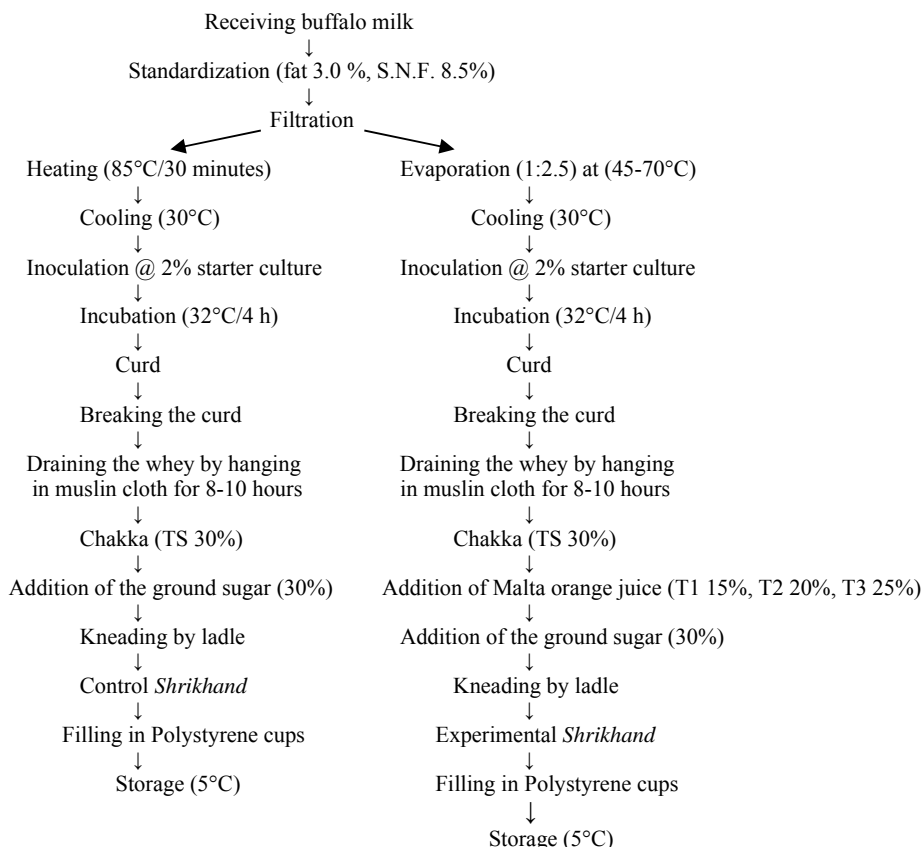 Receiving buffalo milk
↓
Standardization (fat 3.0 %, S.N.F. 8.5%)
↓
Filtration
Heating (85°C/30 minutes)
↓
Cooling (30°C)
↓
Inoculation @ 2% starter culture
↓
Incubation (32°C/4 h)
↓
Curd
↓
Breaking the curd
↓
Draining the whey by hanging
in muslin cloth for 8-10 hours
↓
Chakka (TS 30%)
↓
Addition of the ground sugar (30%)
↓
Kneading by ladle
↓
Control Shrikhand
↓
Filling in Polystyrene cups
↓
Storage (5°C)
Evaporation (1:2.5) at (45-70°C)
↓
Cooling (30°C)
↓
Inoculation @ 2% starter culture
↓
Incubation (32°C/4 h)
↓
Curd
↓
Breaking the curd
↓
Draining the whey by hanging
in muslin cloth for 8-10 hours
↓
Chakka (TS 30%)
↓
Addition of Malta orange juice (T1 15%, T2 20%, T3 25%)
↓
Addition of the ground sugar (30%)
↓
Kneading by ladle
↓
Experimental Shrikhand
↓
Filling in Polystyrene cups
↓
Storage (5°C)